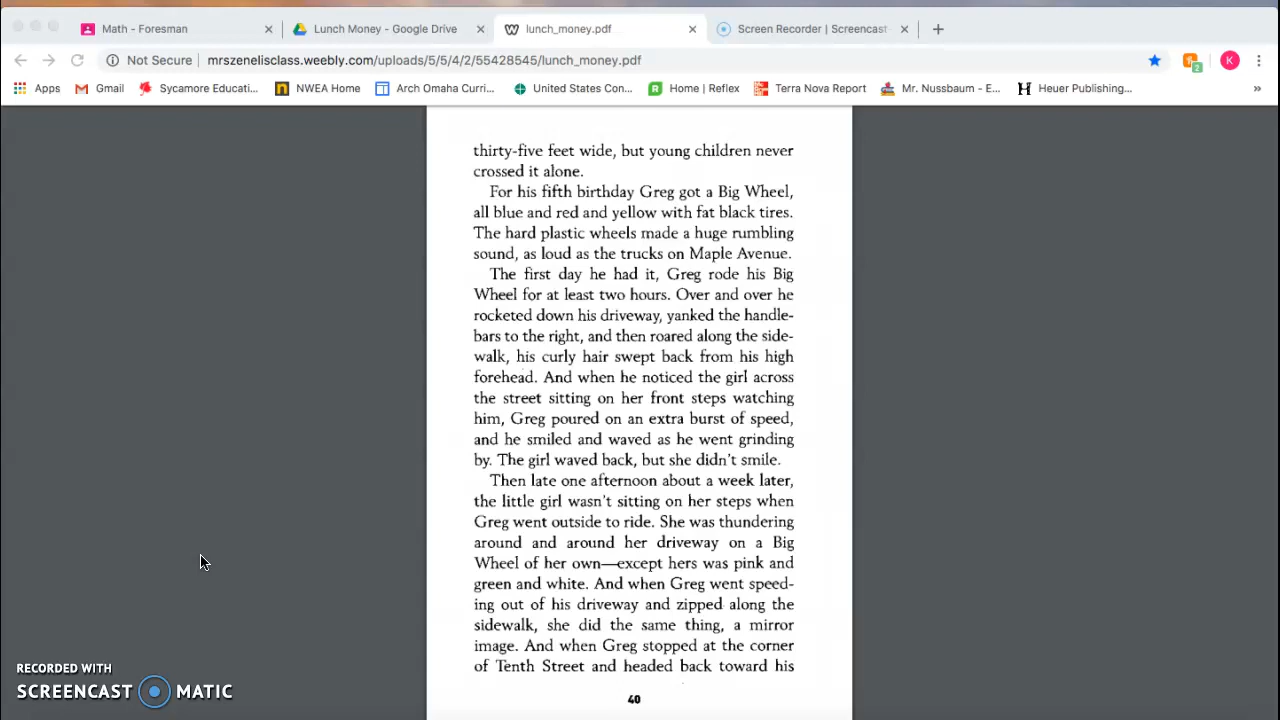 Math - Foresman
Lunch Money - Google Drive
lunch_money.pdf
Screen Recorder | Screencast-
Not Secure
mrszenelisclass.weebly.com/uploads/5/5/4/2/55428545/lunch_money.pdf
2
K
Apps
Gmail
Sycamore Educati...
NWEA Home
Arch Omaha Curri...
United States Con...
Home | Reflex
Terra Nova Report
Mr. Nussbaum - E...
Heuer Publishing...
»
thirty-five feet wide, but young children never
crossed it alone.
For his fifth birthday Greg got a Big Wheel,
all blue and red and yellow with fat black tires.
The hard plastic wheels made a huge rumbling
sound, as loud as the trucks on Maple Avenue.
The first day he had it, Greg rode his Big
Wheel for at least two hours. Over and over he
rocketed down his driveway, yanked the handle-
bars to the right, and then roared along the side-
walk, his curly hair swept back from his high
forehead. And when he noticed the girl across
the street sitting on her front steps watching
him, Greg poured on an extra burst of speed,
and he smiled and waved as he went grinding
by. The girl waved back, but she didn't smile.
Then late one afternoon about a week later,
the little girl wasn't sitting on her steps when
Greg went outside to ride. She was thundering
around and around her driveway on a Big
Wheel of her own—except hers was pink and
green and white. And when Greg went speed-
ing out of his driveway and zipped along the
sidewalk, she did the same thing, a mirror
image. And when Greg stopped at the corner
of Tenth Street and headed back toward his
40
RECORDED WITH
SCREENCAST MATIC